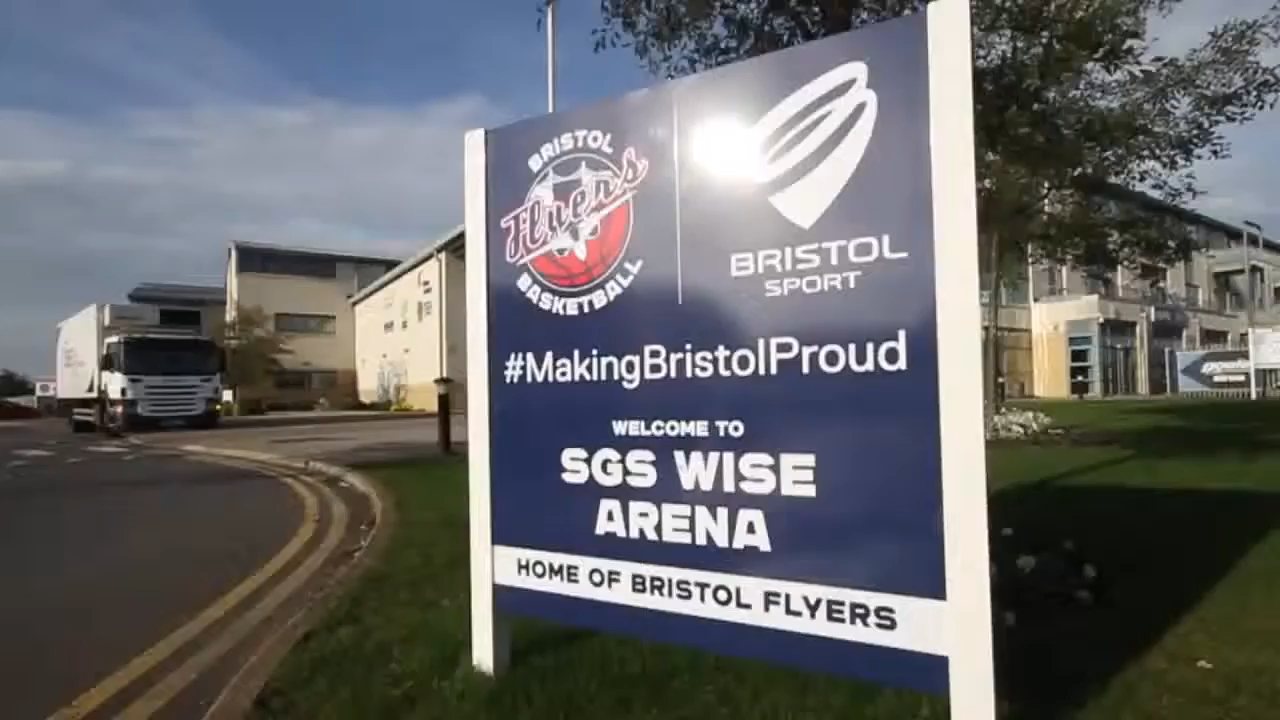 BRISTOL
Flyers
BASKETBALL
BRISTOL
SPORT
#MakingBristolProud
WELCOME TO
SGS WISE
ARENA
HOME OF BRISTOL FLYERS